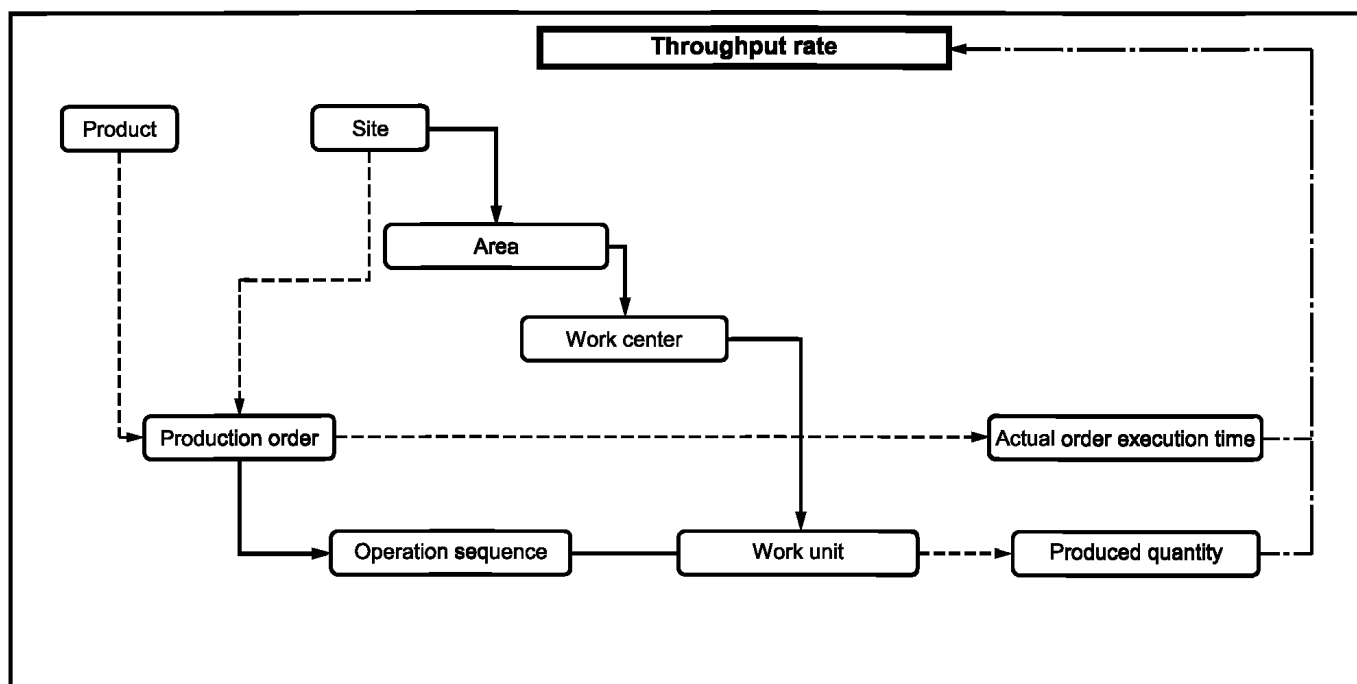 Throughput rate
Product
Site
Area
Work center
Production order
Actual order execution time
Operation sequence
Work unit
Produced quantity